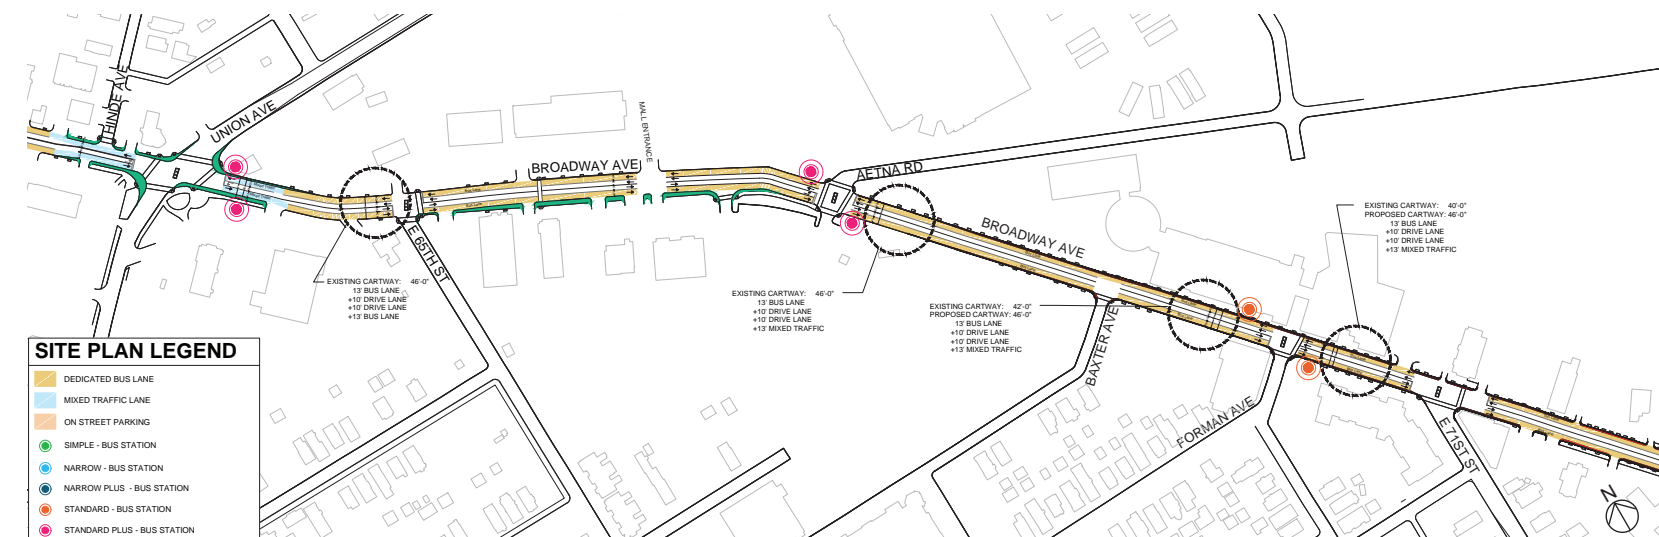 HINDE AVE
UNION AVE
MALL ENTRANCE
BROADWAY AVE
AETNA RD
BROADWAY AVE
E 65TH ST
BAXTER AVE
FORMAN AVE
E 71ST ST
EXISTING CARTWAY: 46'-0"
13' BUS LANE
+10' DRIVE LANE
+10' DRIVE LANE
+13' BUS LANE
EXISTING CARTWAY: 46'-0"
13' BUS LANE
+10' DRIVE LANE
+10' DRIVE LANE
+13' MIXED TRAFFIC
EXISTING CARTWAY: 42'-0"
PROPOSED CARTWAY: 46'-0"
13' BUS LANE
+10' DRIVE LANE
+10' DRIVE LANE
+13' MIXED TRAFFIC
EXISTING CARTWAY: 40'-0"
PROPOSED CARTWAY: 46'-0"
13' BUS LANE
+10' DRIVE LANE
+10' DRIVE LANE
+13' MIXED TRAFFIC
SITE PLAN LEGEND
DEDICATED BUS LANE
MIXED TRAFFIC LANE
ON STREET PARKING
SIMPLE - BUS STATION
NARROW - BUS STATION
NARROW PLUS - BUS STATION
STANDARD - BUS STATION
STANDARD PLUS - BUS STATION
N